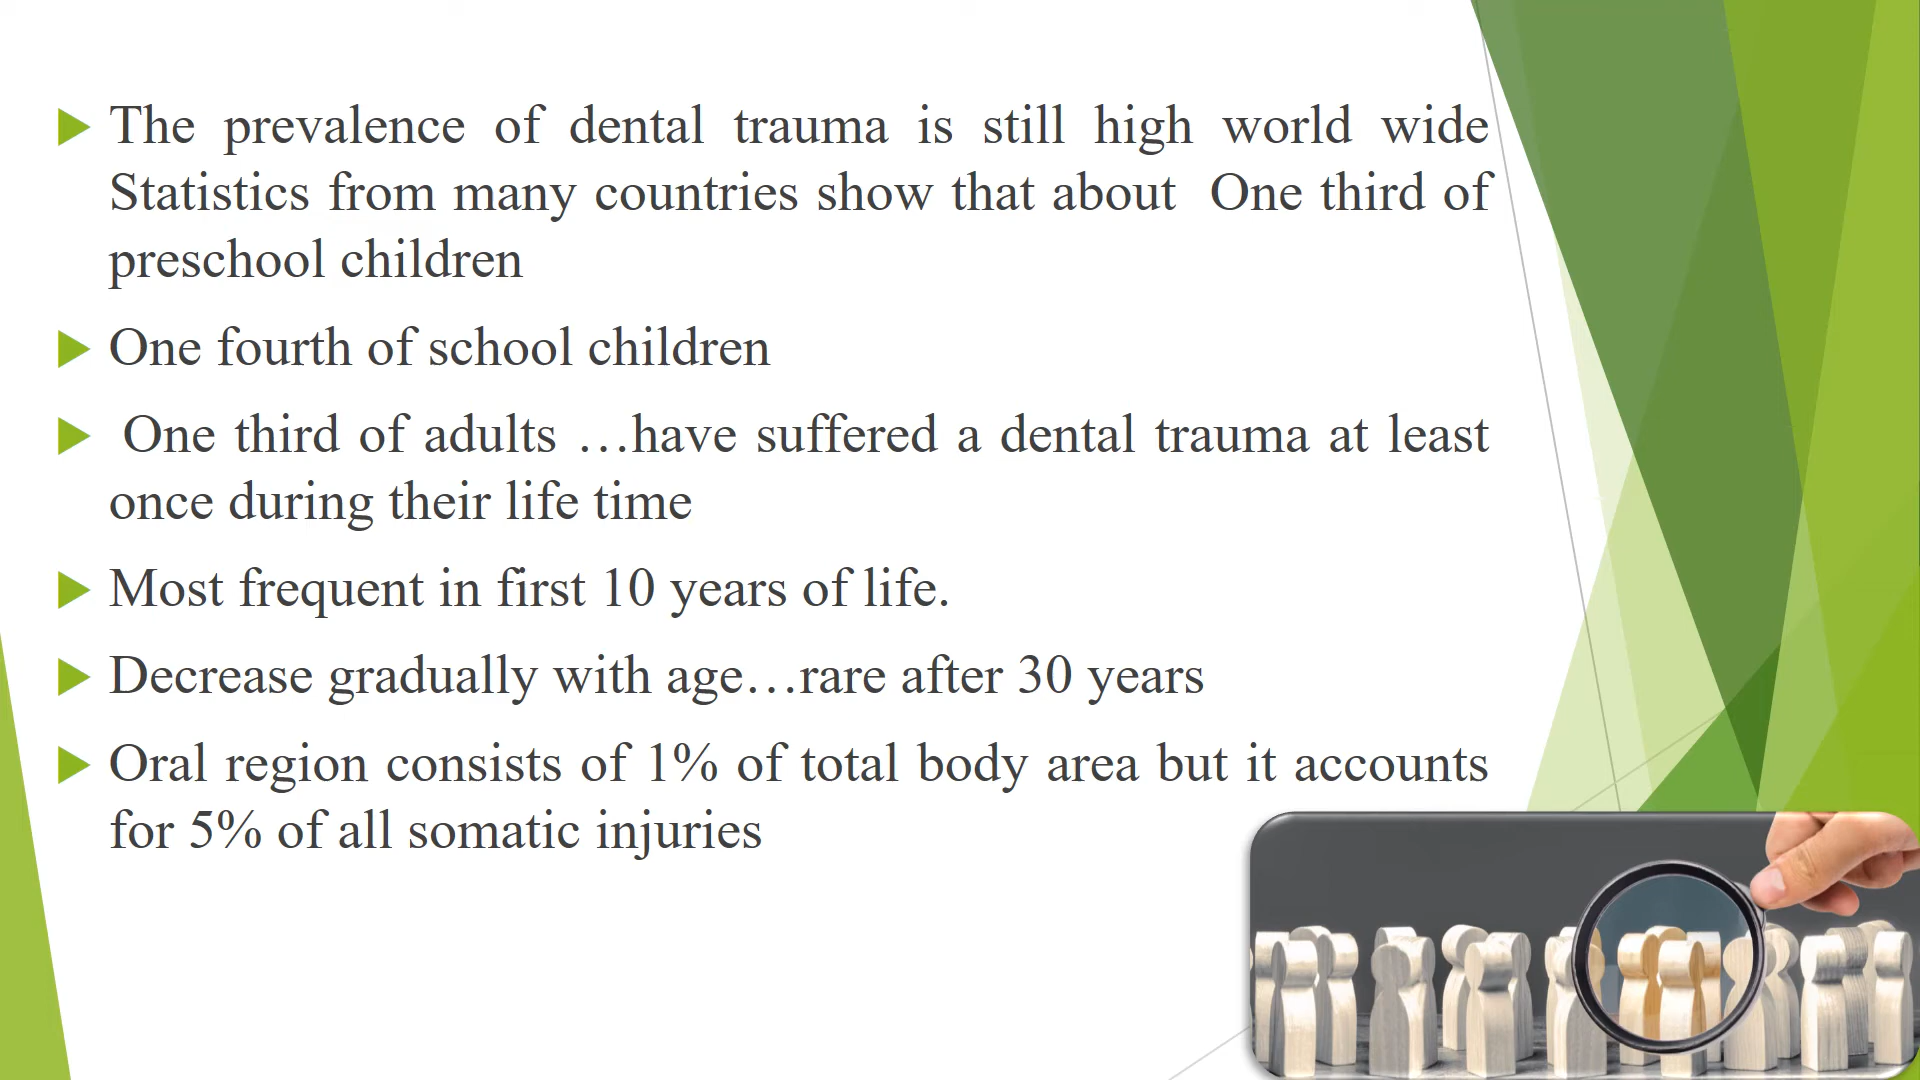 The prevalence of dental trauma is still high world wide
Statistics from many countries show that about  One third of
preschool children
One fourth of school children
One third of adults …have suffered a dental trauma at least
once during their life time
Most frequent in first 10 years of life.
Decrease gradually with age…rare after 30 years
Oral region consists of 1% of total body area but it accounts
for 5% of all somatic injuries